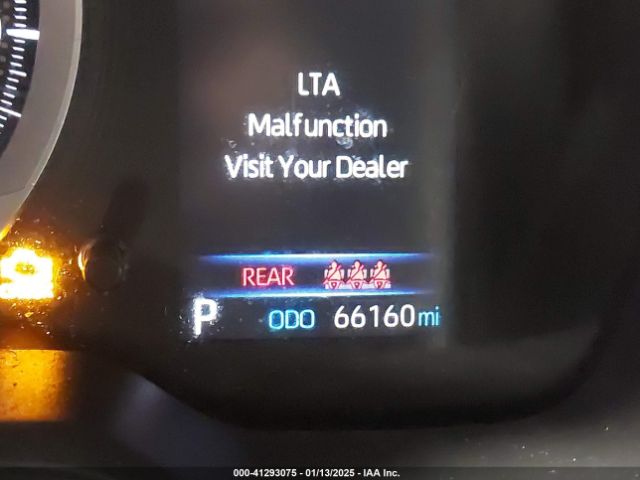 LTA
Malfunction
Visit Your Dealer
REAR
P ODO 66160 mi
000-41293075 - 01/13/2025 - IAA Inc.